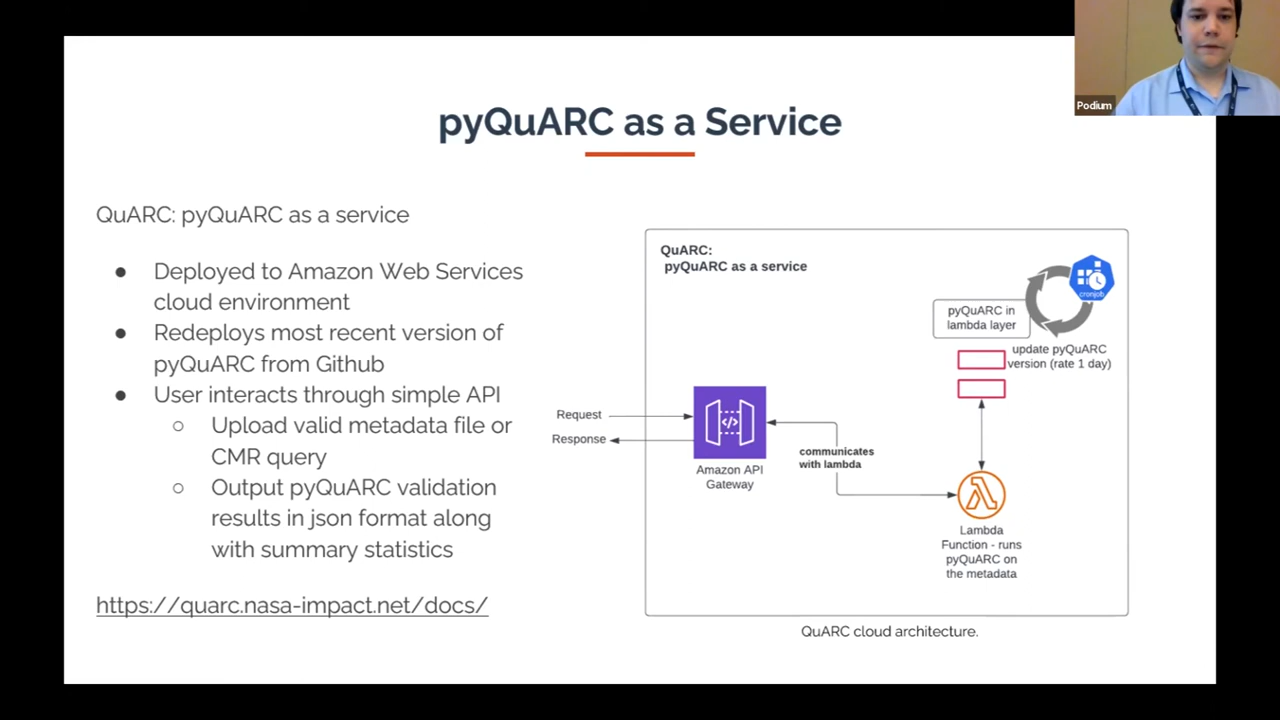 Podium
pyQuARC as a Service
QuARC: pyQuARC as a service
● Deployed to Amazon Web Services
cloud environment
● Redeploys most recent version of
pyQuARC from Github
● User interacts through simple API
○ Upload valid metadata file or
CMR query
○ Output pyQuARC validation
results in json format along
with summary statistics
https://quarc.nasa-impact.net/docs/
QuARC:
pyQuARC as a service
cronjob
pyQuARC in
lambda layer
update pyQuARC
version (rate 1 day)
Request
Response
</>
Amazon API
Gateway
communicates
with lambda
Lambda
Function - runs
pyQuARC on
the metadata
QuARC cloud architecture.